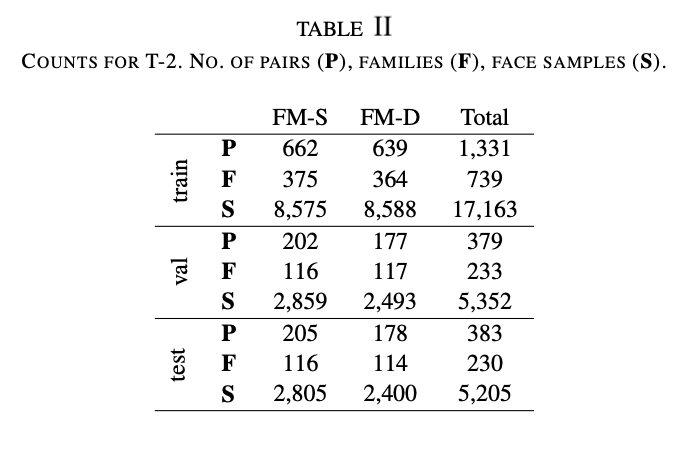 TABLE II
COUNTS FOR T-2. NO. OF PAIRS (P), FAMILIES (F), FACE SAMPLES (S).
FM-S FM-D Total
train
P 662 639 1,331
F 375 364 739
S 8,575 8,588 17,163
val
P 202 177 379
F 116 117 233
S 2,859 2,493 5,352
test
P 205 178 383
F 116 114 230
S 2,805 2,400 5,205